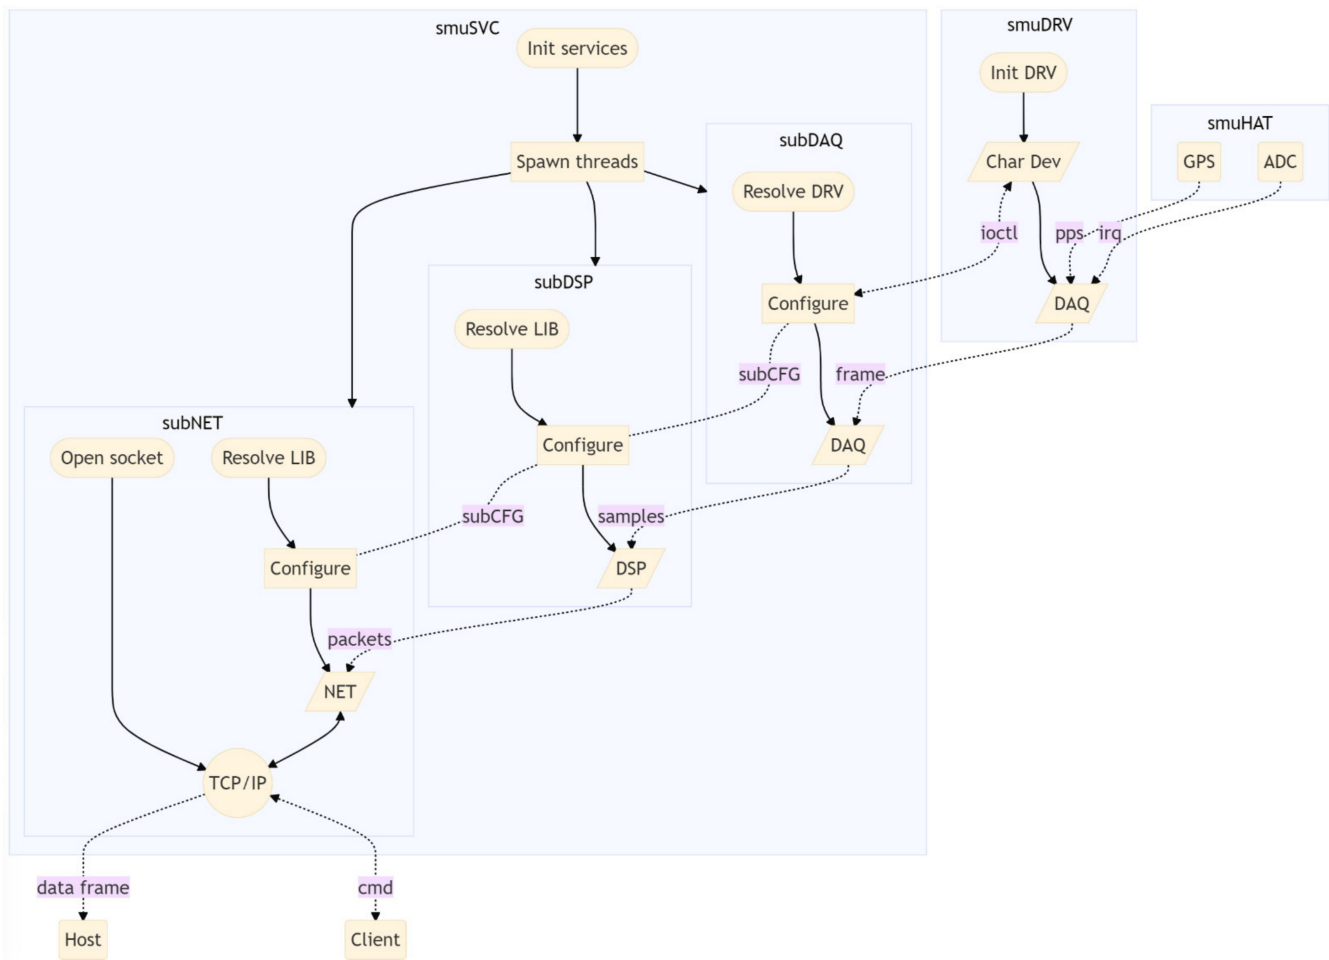 smuSVC
Init services
Spawn threads
subDAQ
Resolve DRV
Configure
subCFG
frame
DAQ
subDSP
Resolve LIB
Configure
subCFG
samples
DSP
subNET
Open socket
Resolve LIB
Configure
packets
NET
TCP/IP
data frame
cmd
Host
Client
smuDRV
Init DRV
Char Dev
ioctl
pps
irq
DAQ
smuHAT
GPS
ADC